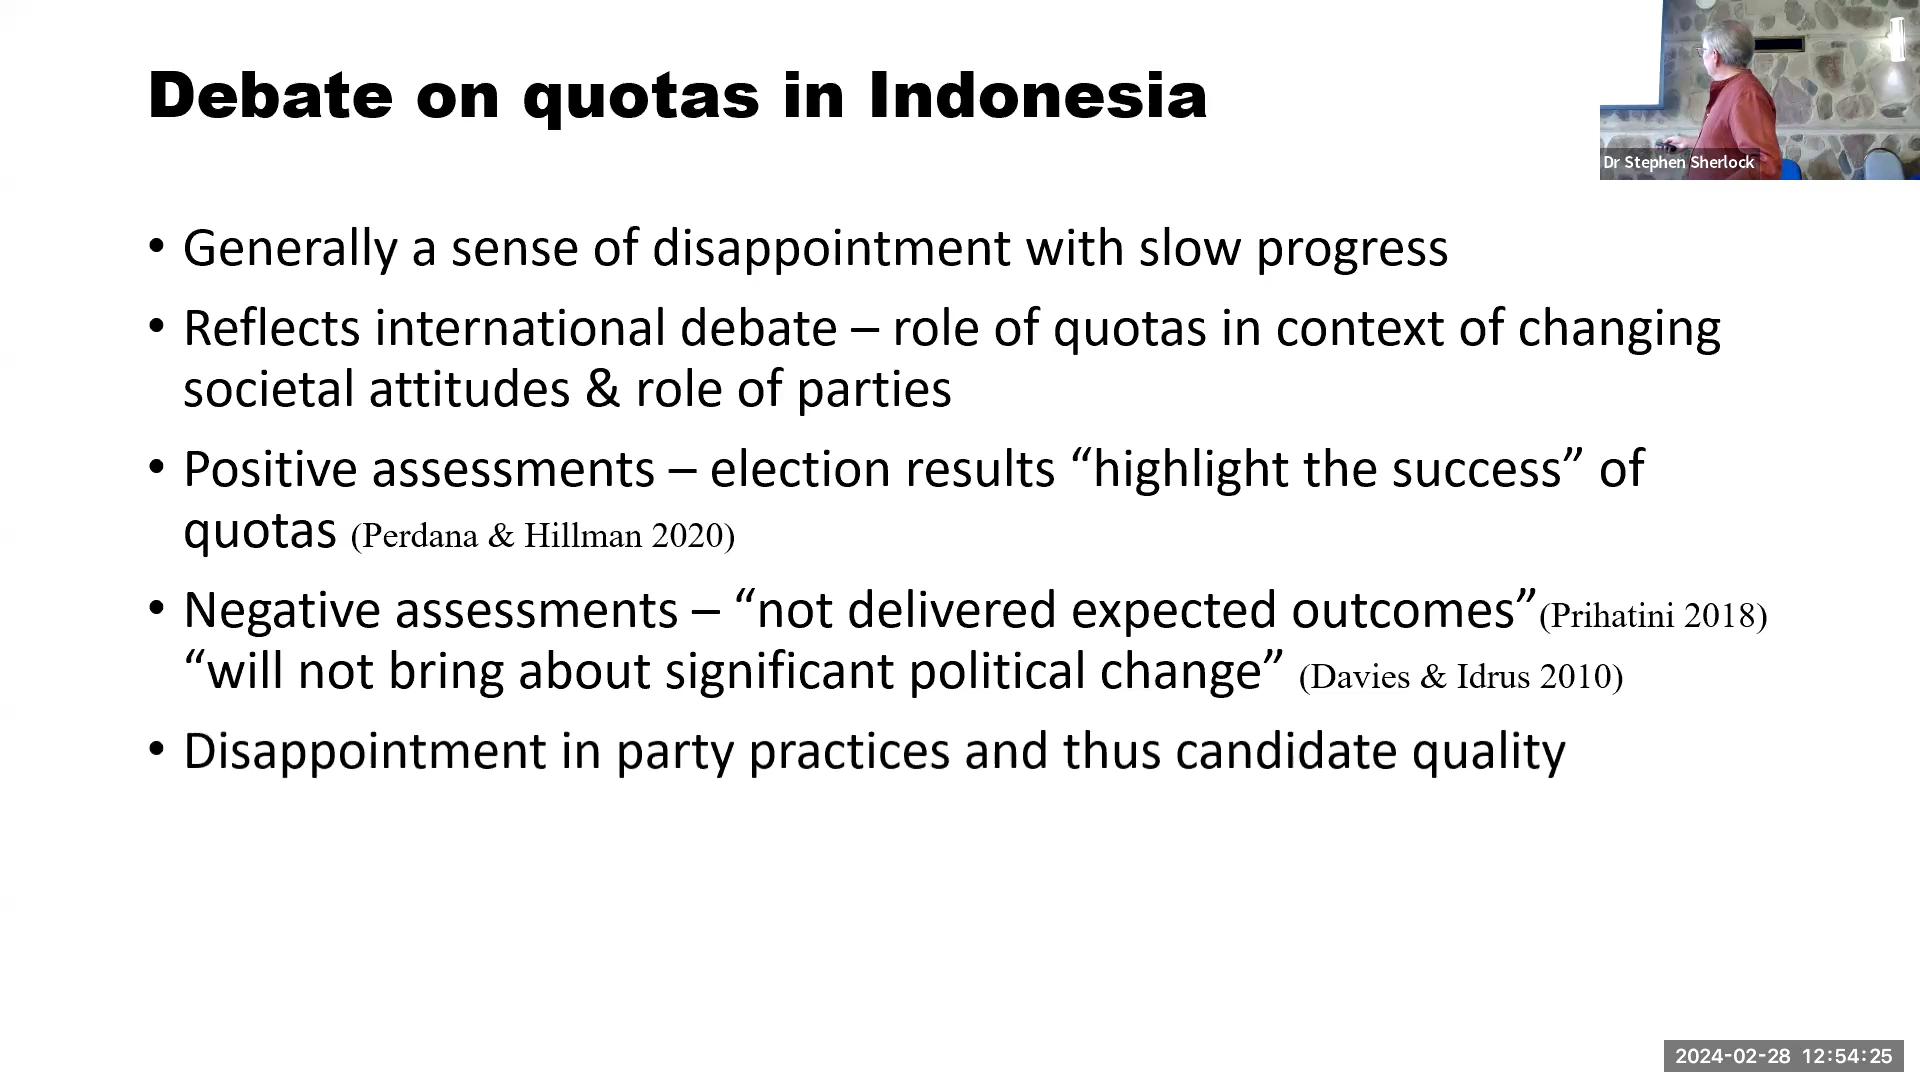 Debate on quotas in Indonesia
Dr Stephen Sherlock
• Generally a sense of disappointment with slow progress
• Reflects international debate – role of quotas in context of changing
societal attitudes & role of parties
• Positive assessments – election results “highlight the success” of
quotas (Perdana & Hillman 2020)
• Negative assessments – “not delivered expected outcomes”(Prihatini 2018)
“will not bring about significant political change” (Davies & Idrus 2010)
• Disappointment in party practices and thus candidate quality
2024-02-28 12:54:25